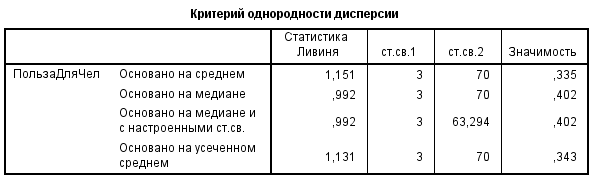 Критерий однородности дисперсии
Статистика Ливиня ст.св.1 ст.св.2 Значимость
ПользаДляЧел Основано на среднем 1,151 3 70 ,335
Основано на медиане ,992 3 70 ,402
Основано на медиане и с настроенными ст.св. ,992 3 63,294 ,402
Основано на усеченном среднем 1,131 3 70 ,343